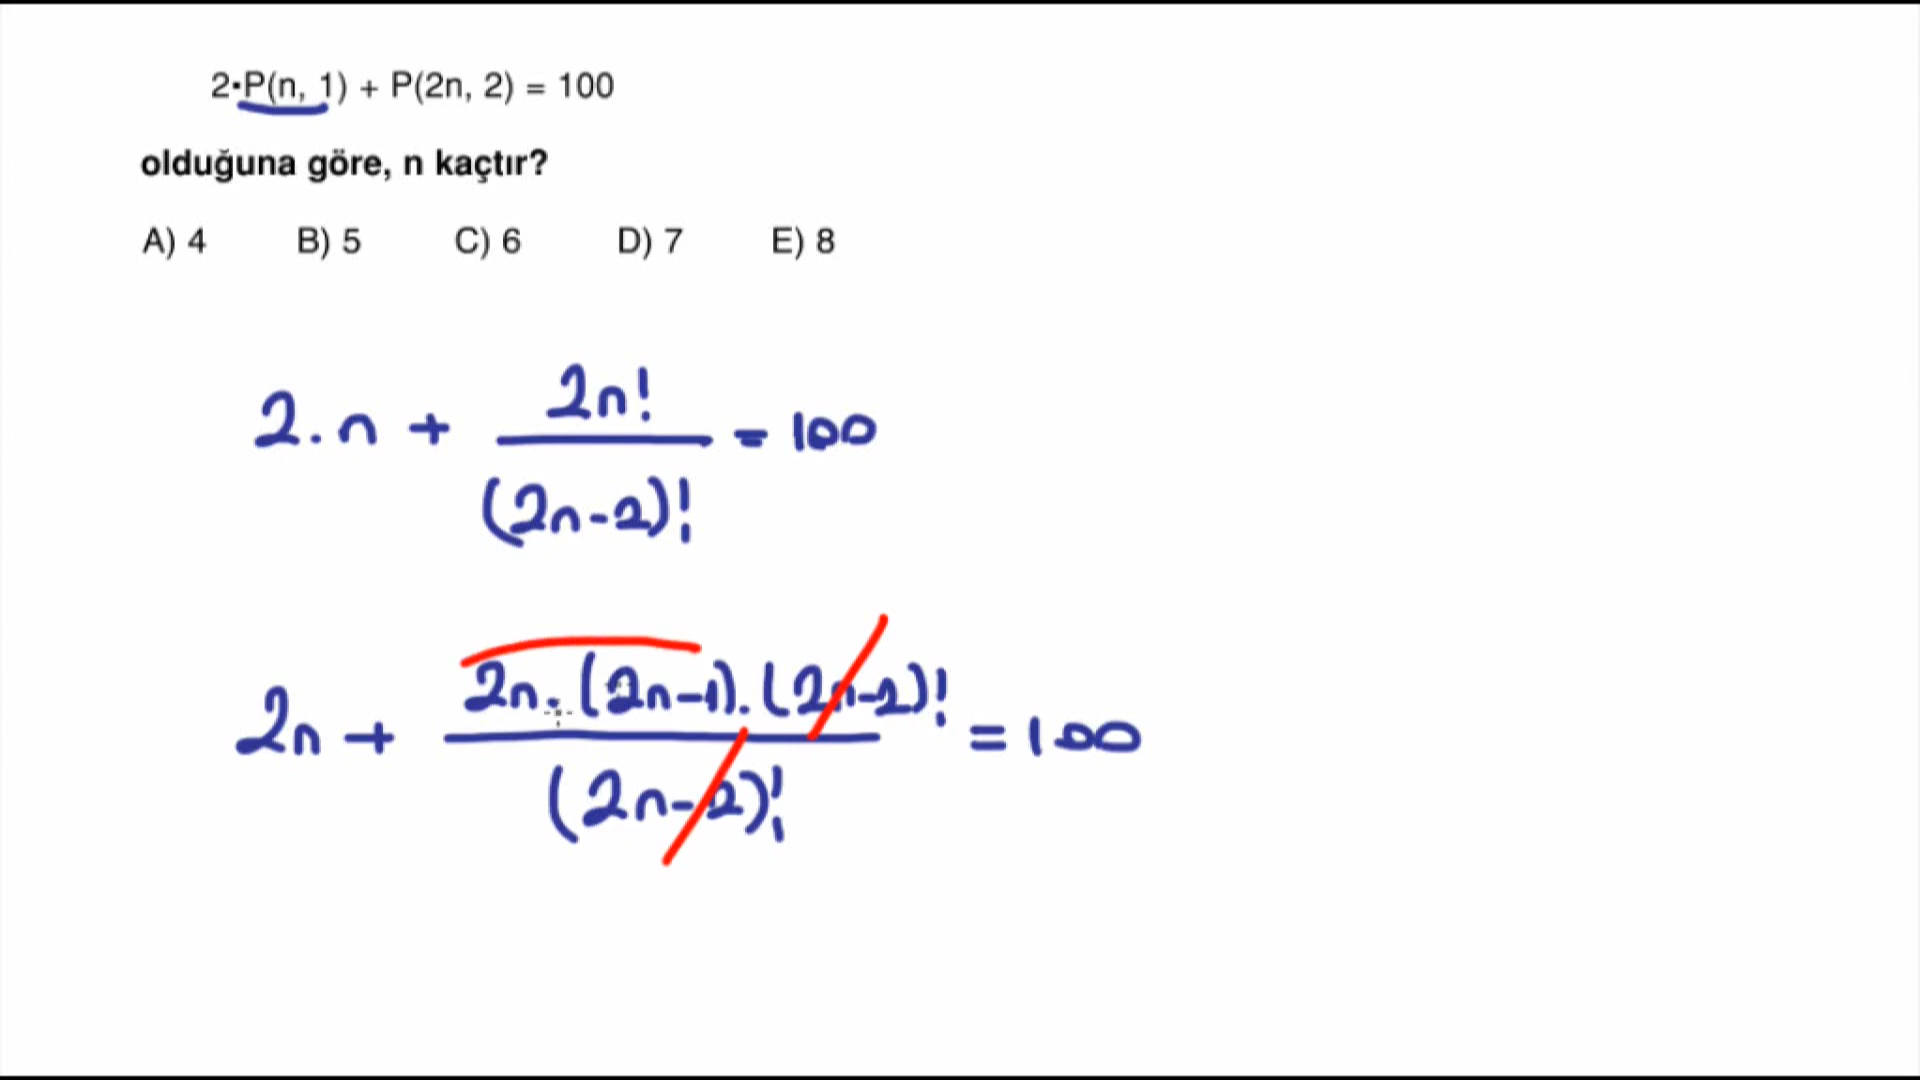 2·P(n, 1) + P(2n, 2) = 100
olduğuna göre, n kaçtır?
A) 4 B) 5 C) 6 D) 7 E) 8
2.n + 2n! / (2n-2)! = 100
2n + 2n.(2n-1).(2n-2)! / (2n-2)! = 100